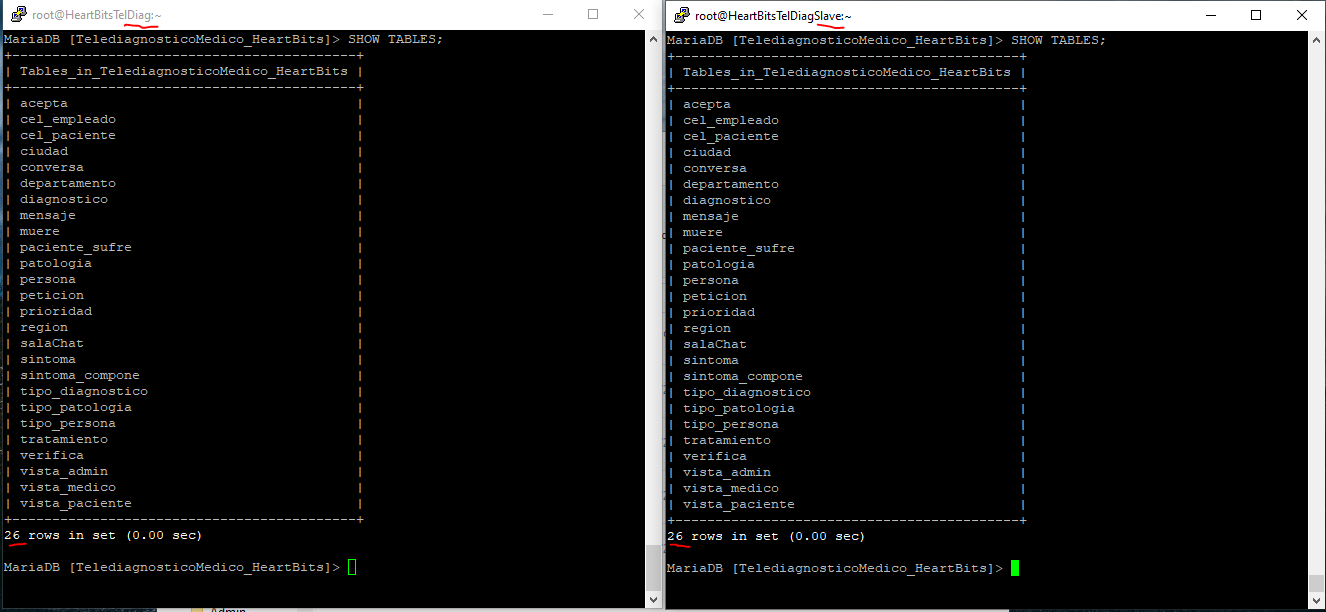 root@HeartBitsTelDiag:~
MariaDB [TelediagnosticoMedico_HeartBits]> SHOW TABLES;
+-------------------------------------------+
| Tables_in_TelediagnosticoMedico_HeartBits |
+-------------------------------------------+
| acepta |
| cel_empleado |
| cel_paciente |
| ciudad |
| conversa |
| departamento |
| diagnostico |
| mensaje |
| muere |
| paciente_sufre |
| patologia |
| persona |
| peticion |
| prioridad |
| region |
| salaChat |
| sintoma |
| sintoma_compone |
| tipo_diagnostico |
| tipo_patologia |
| tipo_persona |
| tratamiento |
| verifica |
| vista_admin |
| vista_medico |
| vista_paciente |
+-------------------------------------------+
26 rows in set (0.00 sec)
MariaDB [TelediagnosticoMedico_HeartBits]>
root@HeartBitsTelDiagSlave:~
MariaDB [TelediagnosticoMedico_HeartBits]> SHOW TABLES;
+-------------------------------------------+
| Tables_in_TelediagnosticoMedico_HeartBits |
+-------------------------------------------+
| acepta |
| cel_empleado |
| cel_paciente |
| ciudad |
| conversa |
| departamento |
| diagnostico |
| mensaje |
| muere |
| paciente_sufre |
| patologia |
| persona |
| peticion |
| prioridad |
| region |
| salaChat |
| sintoma |
| sintoma_compone |
| tipo_diagnostico |
| tipo_patologia |
| tipo_persona |
| tratamiento |
| verifica |
| vista_admin |
| vista_medico |
| vista_paciente |
+-------------------------------------------+
26 rows in set (0.00 sec)
MariaDB [TelediagnosticoMedico_HeartBits]>
Admin